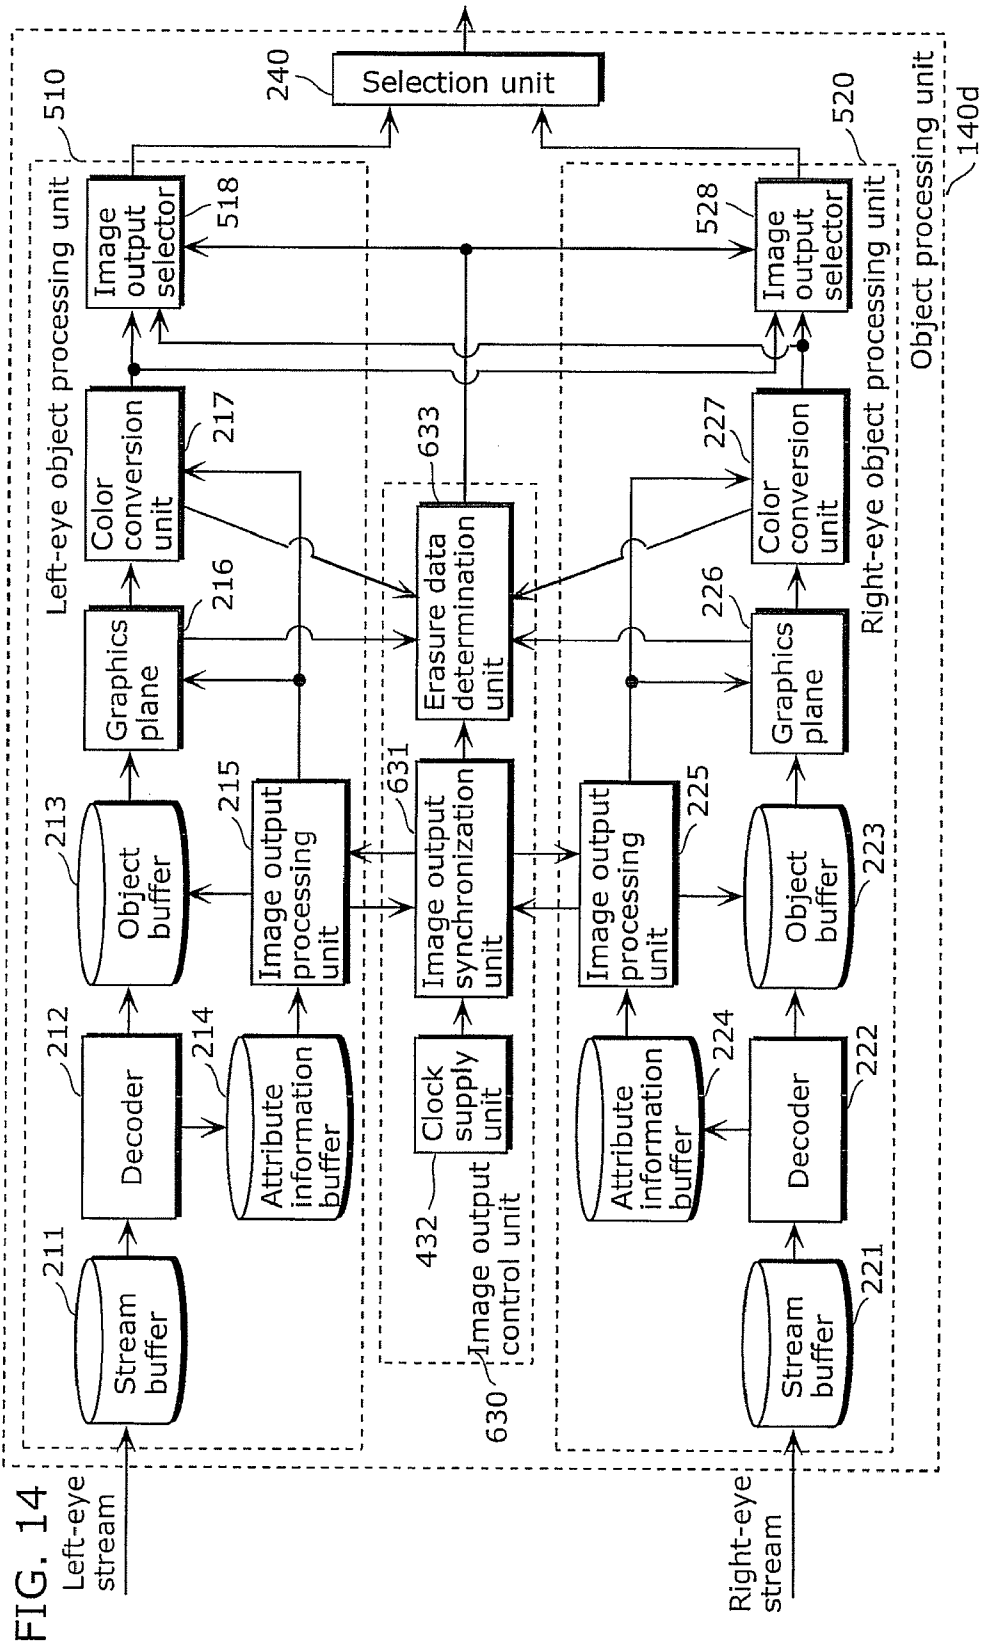 FIG. 14
Left-eye
stream
Left-eye object processing unit
510
211
Stream
buffer
212
Decoder
213
Object
buffer
216
Graphics
plane
217
Color
conversion
unit
518
Image
output
selector
214
Attribute
information
buffer
215
Image output
processing
unit
240
Selection unit
432
Clock
supply
unit
631
Image output
synchronization
unit
633
Erasure data
determination
unit
Image output
control unit
630
Attribute
information
buffer
224
Image output
processing
unit
225
Right-eye
stream
Stream
buffer
221
Decoder
222
Object
buffer
223
Graphics
plane
226
Color
conversion
unit
227
Image
output
selector
528
Right-eye object processing unit
520
Object processing unit
140d